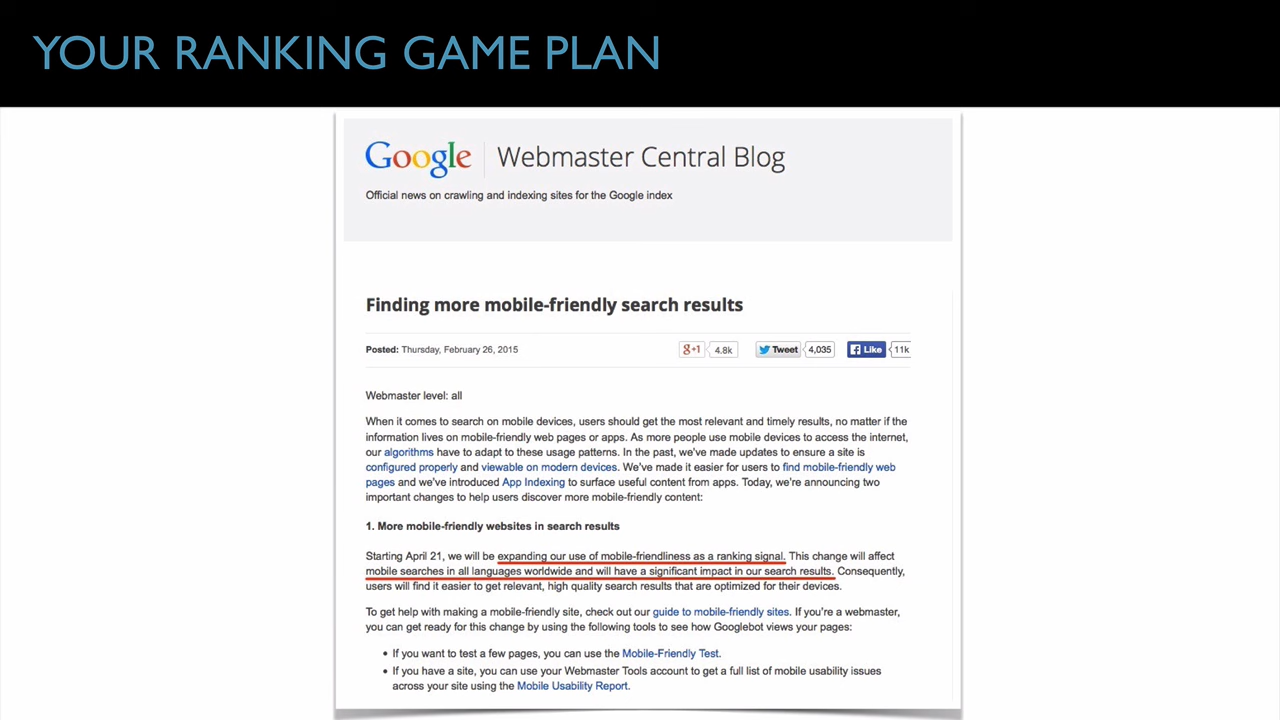 YOUR RANKING GAME PLAN
Google Webmaster Central Blog
Official news on crawling and indexing sites for the Google index
Finding more mobile-friendly search results
Posted: Thursday, February 26, 2015 g+1 4.8k Tweet 4,035 Like 11k
Webmaster level: all
When it comes to search on mobile devices, users should get the most relevant and timely results, no matter if the
information lives on mobile-friendly web pages or apps. As more people use mobile devices to access the internet,
our algorithms have to adapt to these usage patterns. In the past, we've made updates to ensure a site is
configured properly and viewable on modern devices. We've made it easier for users to find mobile-friendly web
pages and we've introduced App Indexing to surface useful content from apps. Today, we're announcing two
important changes to help users discover more mobile-friendly content:
1. More mobile-friendly websites in search results
Starting April 21, we will be expanding our use of mobile-friendliness as a ranking signal. This change will affect
mobile searches in all languages worldwide and will have a significant impact in our search results. Consequently,
users will find it easier to get relevant, high quality search results that are optimized for their devices.
To get help with making a mobile-friendly site, check out our guide to mobile-friendly sites. If you're a webmaster,
you can get ready for this change by using the following tools to see how Googlebot views your pages:
• If you want to test a few pages, you can use the Mobile-Friendly Test.
• If you have a site, you can use your Webmaster Tools account to get a full list of mobile usability issues
across your site using the Mobile Usability Report.